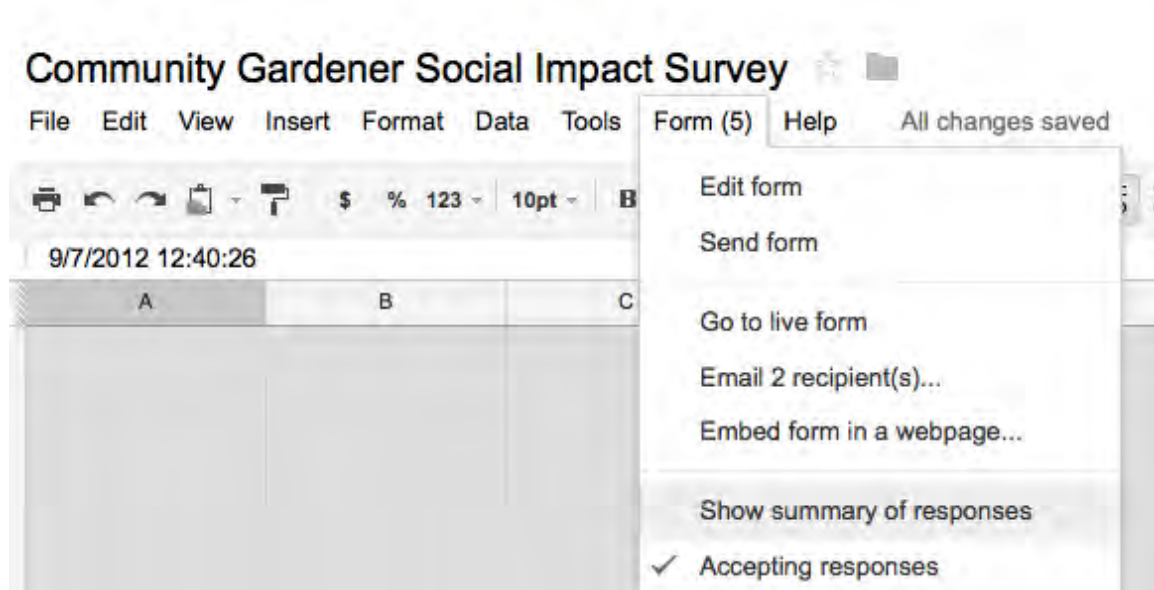 Community Gardener Social Impact Survey
File Edit View Insert Format Data Tools Form (5) Help All changes saved
$ % 123 10pt B
9/7/2012 12:40:26
A B C
Edit form
Send form
Go to live form
Email 2 recipient(s)...
Embed form in a webpage...
Show summary of responses
Accepting responses